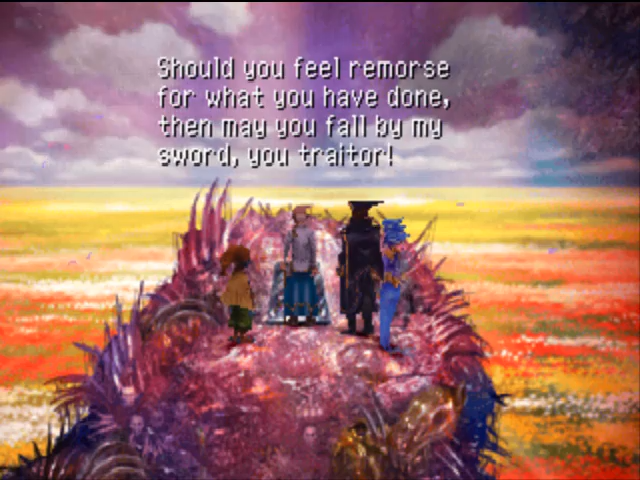 Should you feel remorse
for what you have done,
then may you fall by my
sword, you traitor!